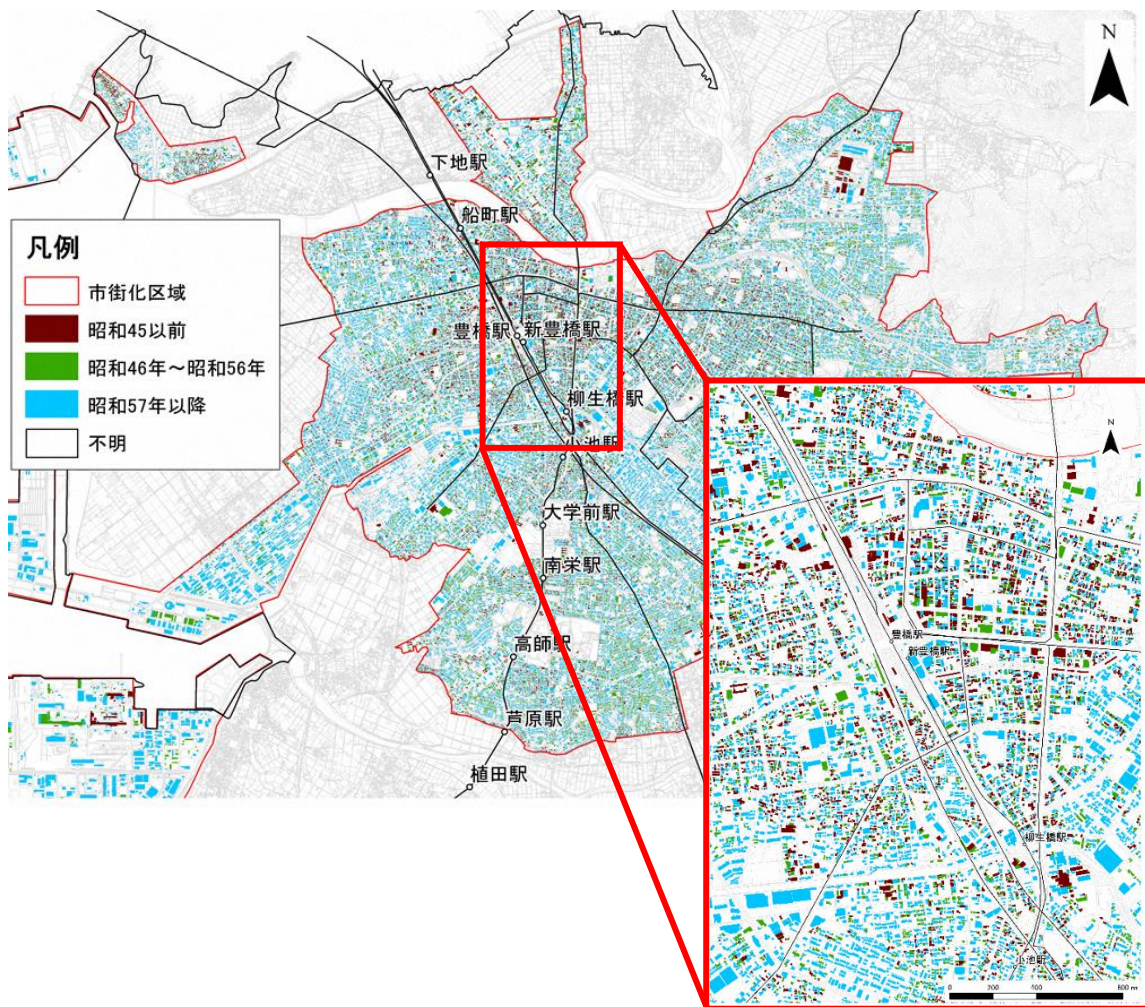 N
下地駅
船町駅
凡例
市街化区域
昭和45以前
昭和46年～昭和56年
昭和57年以降
不明
豊橋駅
新豊橋駅
柳生橋駅
小池駅
大学前駅
南栄駅
高師駅
芦原駅
植田駅
N
豊橋駅
新豊橋駅
柳生橋駅
小池駅
0 200 400 800 m